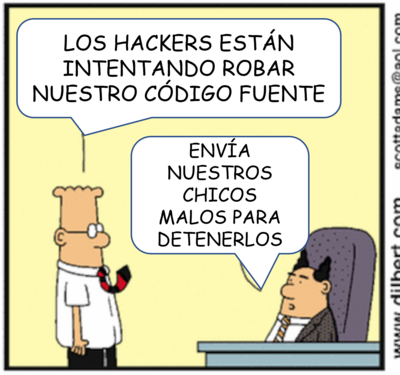 LOS HACKERS ESTÁN
INTENTANDO ROBAR
NUESTRO CÓDIGO FUENTE
ENVÍA
NUESTROS
CHICOS
MALOS PARA
DETENERLOS
scottadams@aol.com
www.dilbert.com